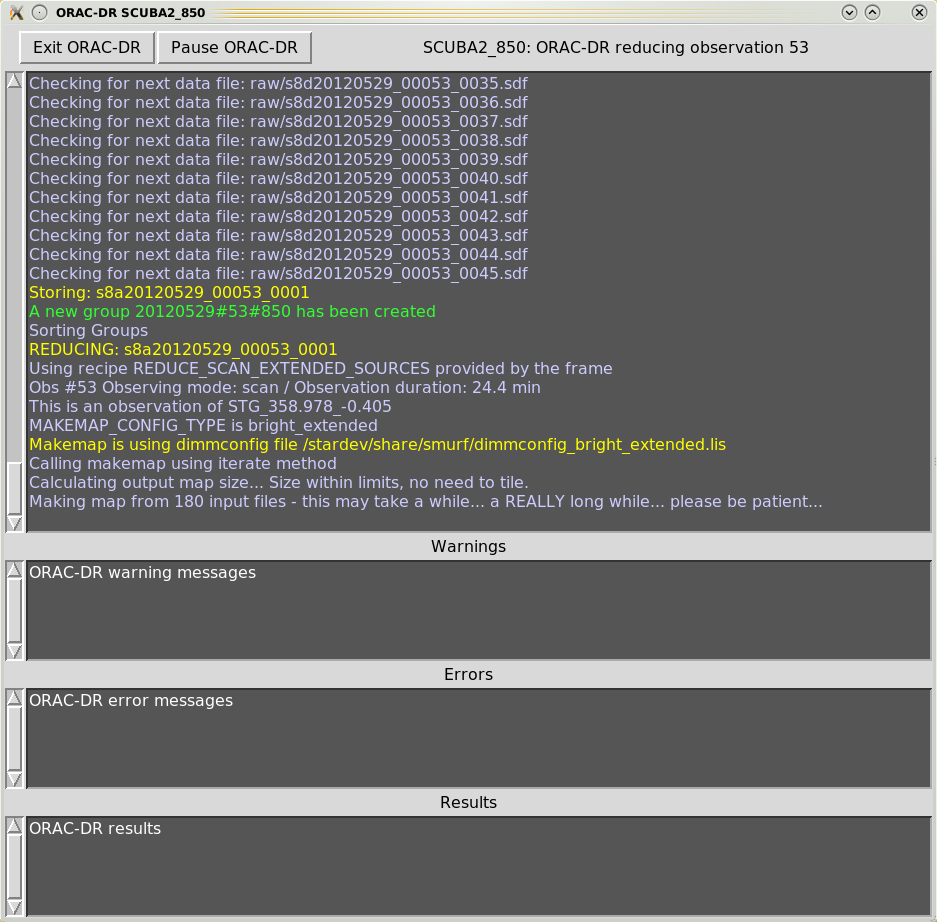 ORAC-DR SCUBA2_850
Exit ORAC-DR Pause ORAC-DR SCUBA2_850: ORAC-DR reducing observation 53
Checking for next data file: raw/s8d20120529_00053_0035.sdf
Checking for next data file: raw/s8d20120529_00053_0036.sdf
Checking for next data file: raw/s8d20120529_00053_0037.sdf
Checking for next data file: raw/s8d20120529_00053_0038.sdf
Checking for next data file: raw/s8d20120529_00053_0039.sdf
Checking for next data file: raw/s8d20120529_00053_0040.sdf
Checking for next data file: raw/s8d20120529_00053_0041.sdf
Checking for next data file: raw/s8d20120529_00053_0042.sdf
Checking for next data file: raw/s8d20120529_00053_0043.sdf
Checking for next data file: raw/s8d20120529_00053_0044.sdf
Checking for next data file: raw/s8d20120529_00053_0045.sdf
Storing: s8a20120529_00053_0001
A new group 20120529#53#850 has been created
Sorting Groups
REDUCING: s8a20120529_00053_0001
Using recipe REDUCE_SCAN_EXTENDED_SOURCES provided by the frame
Obs #53 Observing mode: scan / Observation duration: 24.4 min
This is an observation of STG_358.978_-0.405
MAKEMAP_CONFIG_TYPE is bright_extended
Makemap is using dimmconfig file /stardev/share/smurf/dimmconfig_bright_extended.lis
Calling makemap using iterate method
Calculating output map size... Size within limits, no need to tile.
Making map from 180 input files - this may take a while... a REALLY long while... please be patient...
Warnings
ORAC-DR warning messages
Errors
ORAC-DR error messages
Results
ORAC-DR results